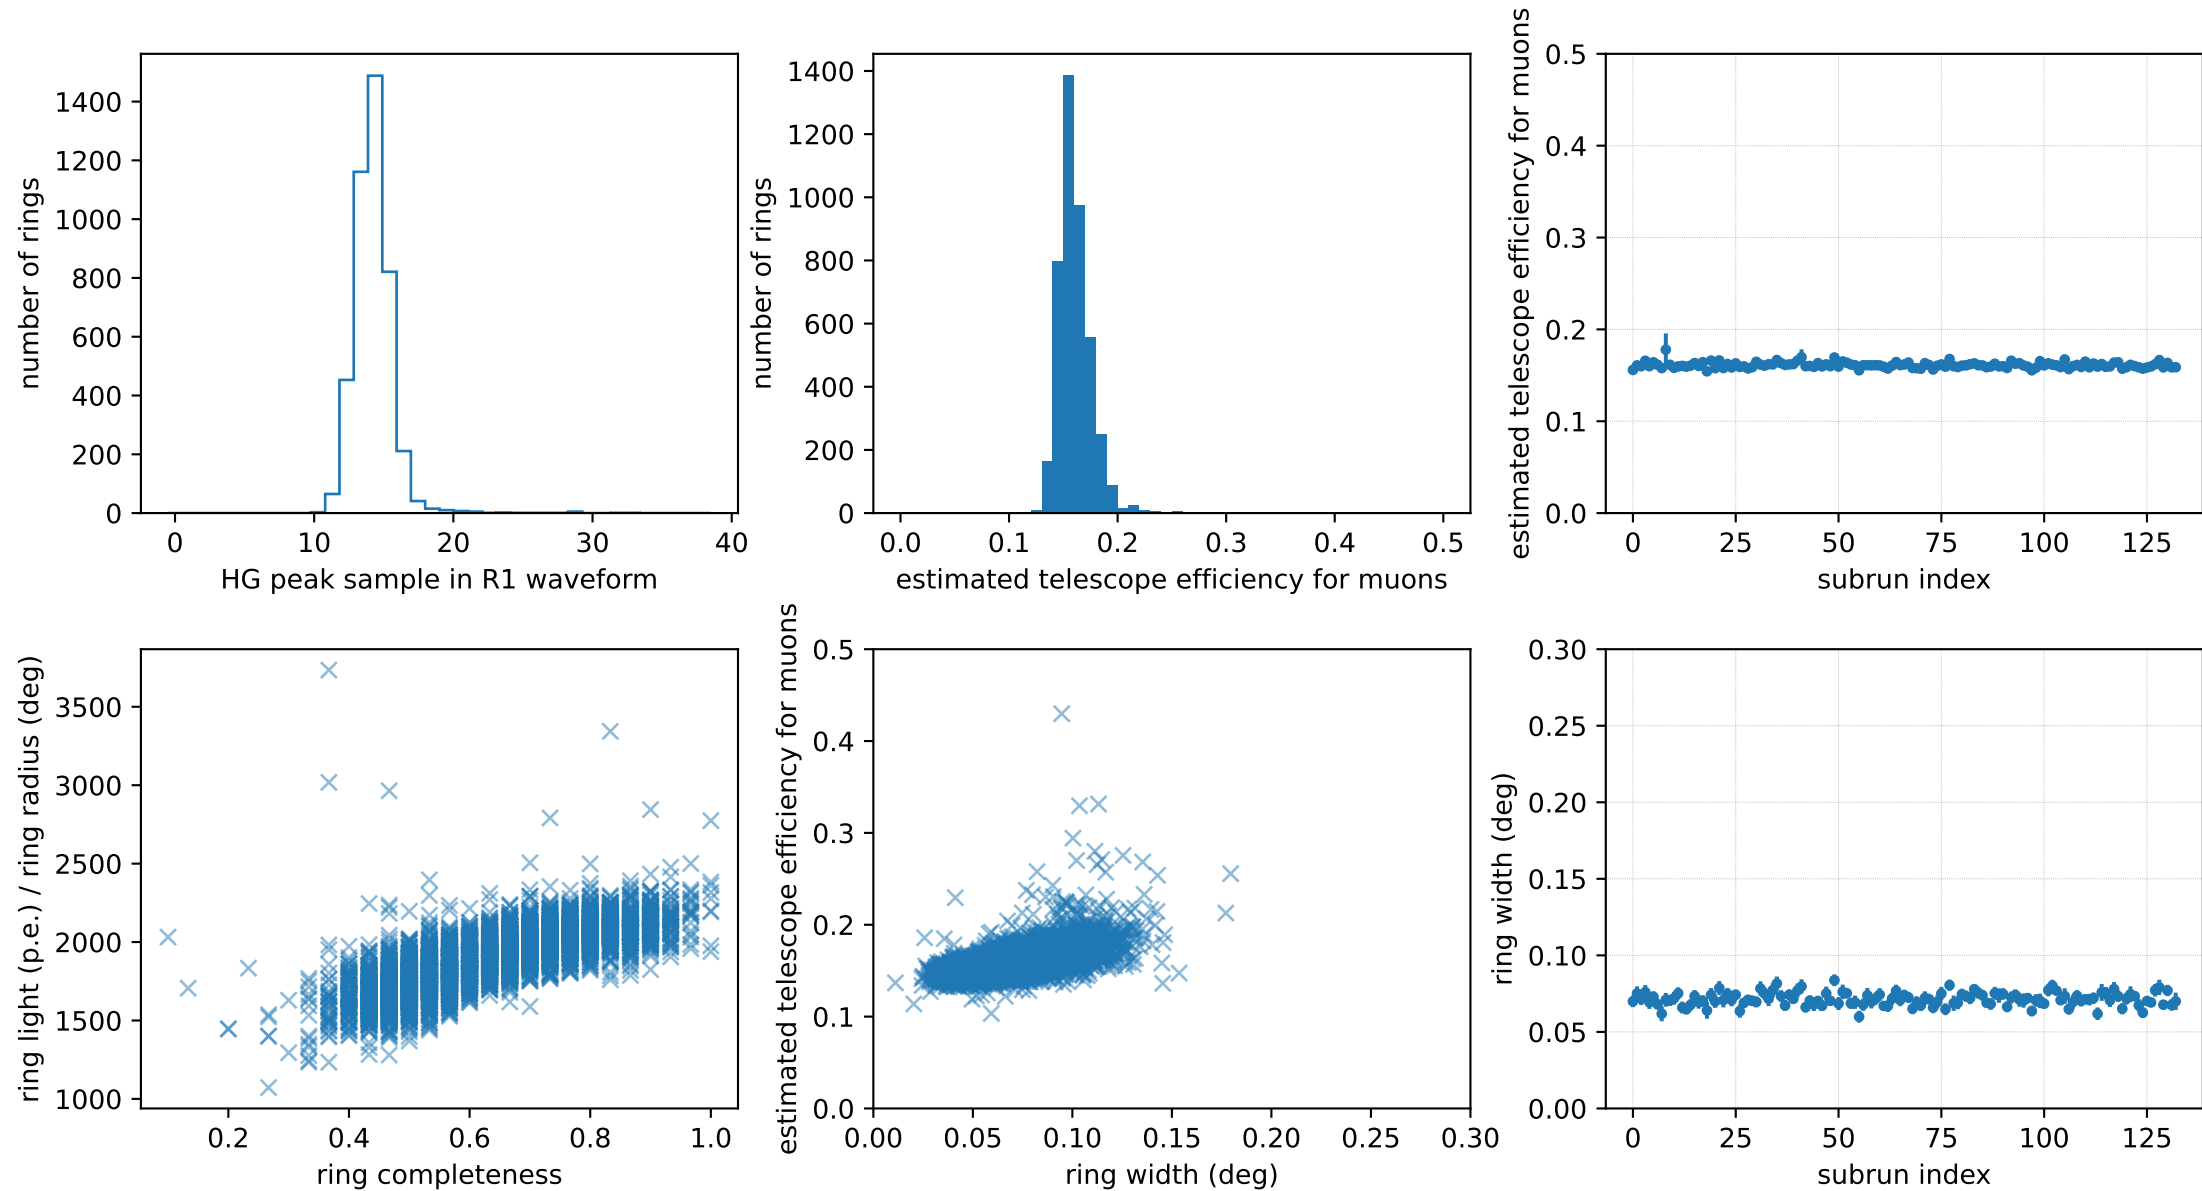 number of rings
1400
1200
1000
800
600
400
200
0
0 10 20 30 40
HG peak sample in R1 waveform
number of rings
1400
1200
1000
800
600
400
200
0
0.0 0.1 0.2 0.3 0.4 0.5
estimated telescope efficiency for muons
estimated telescope efficiency for muons
0.5
0.4
0.3
0.2
0.1
0.0
0 25 50 75 100 125
subrun index
ring light (p.e.) / ring radius (deg)
3500
3000
2500
2000
1500
1000
0.2 0.4 0.6 0.8 1.0
ring completeness
estimated telescope efficiency for muons
0.5
0.4
0.3
0.2
0.1
0.0
0.00 0.05 0.10 0.15 0.20 0.25 0.30
ring width (deg)
ring width (deg)
0.30
0.25
0.20
0.15
0.10
0.05
0.00
0 25 50 75 100 125
subrun index